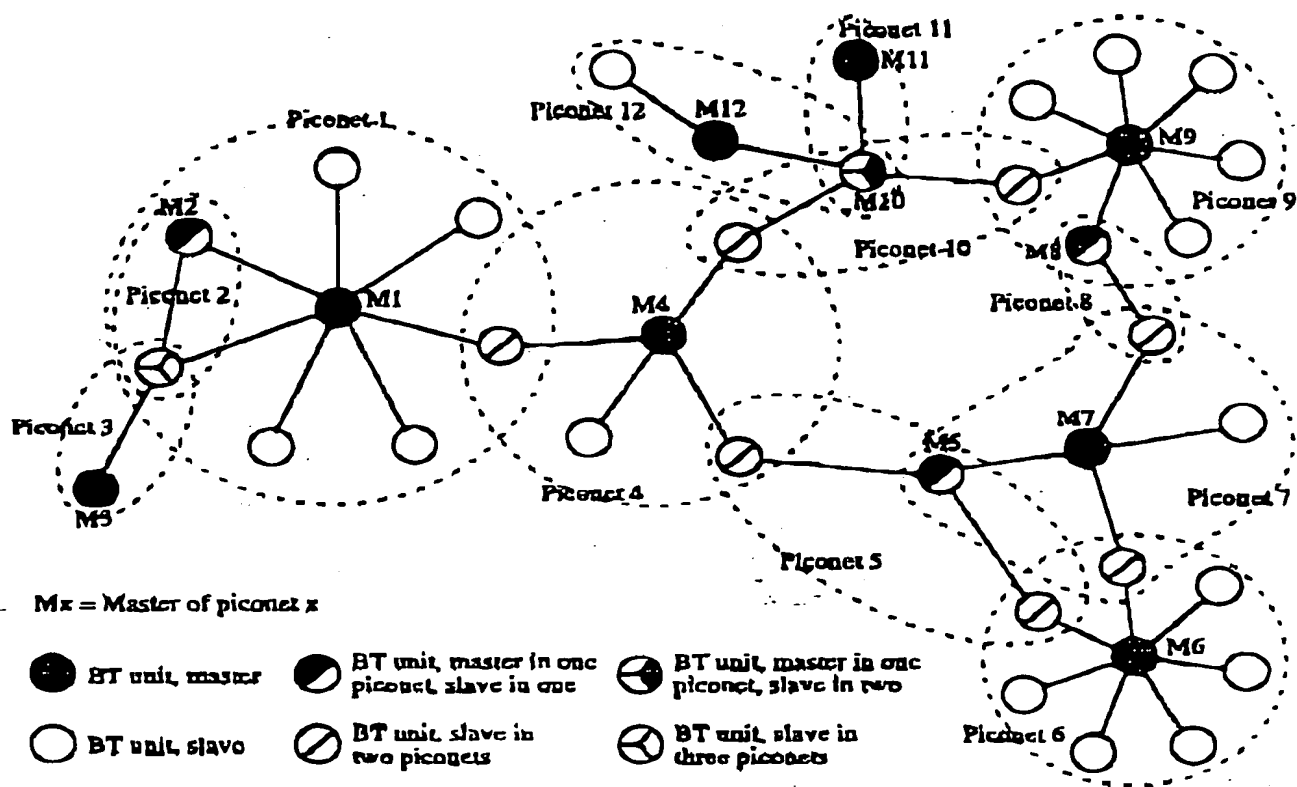 Piconet 11
M11
Piconet 12
M12
Piconet 1
M9
M2
M10
Piconet 9
Piconet 10
M8
Piconet 2
M1
M4
Piconet 8
Piconet 3
M5
M7
M3
Piconet 4
Piconet 7
Piconet 5
Mx = Master of piconet x
M6
BT unit, master
BT unit, master in one
piconet, slave in one
BT unit, master in one
piconet, slave in two
BT unit, slave
BT unit, slave in
two piconets
BT unit, slave in
three piconets
Piconet 6